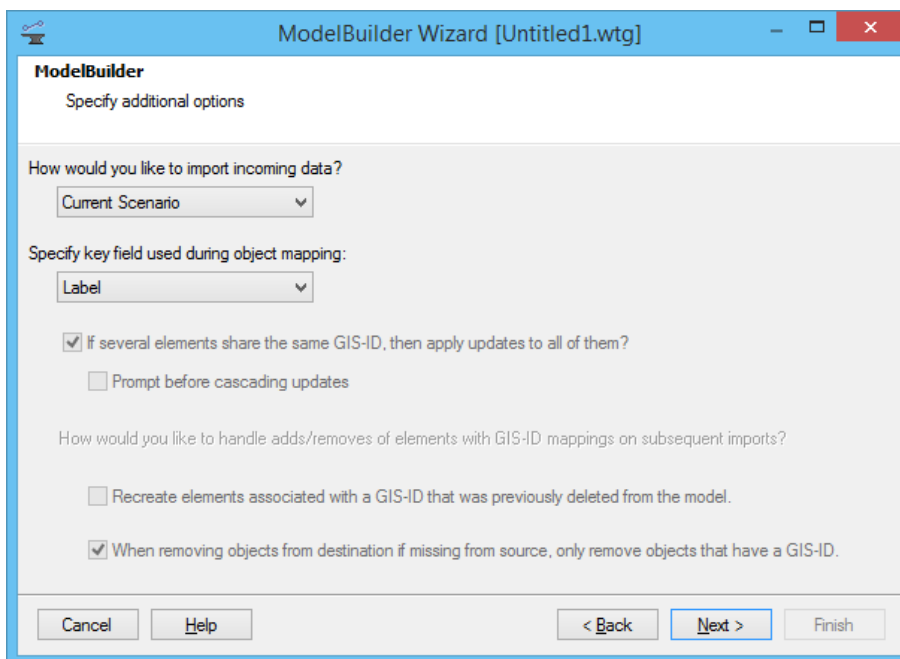 ModelBuilder Wizard [Untitled1.wtg]
ModelBuilder
Specify additional options
How would you like to import incoming data?
Current Scenario
Specify key field used during object mapping:
Label
If several elements share the same GIS-ID, then apply updates to all of them?
Prompt before cascading updates
How would you like to handle adds/removes of elements with GIS-ID mappings on subsequent imports?
Recreate elements associated with a GIS-ID that was previously deleted from the model.
When removing objects from destination if missing from source, only remove objects that have a GIS-ID.
Cancel Help < Back Next > Finish